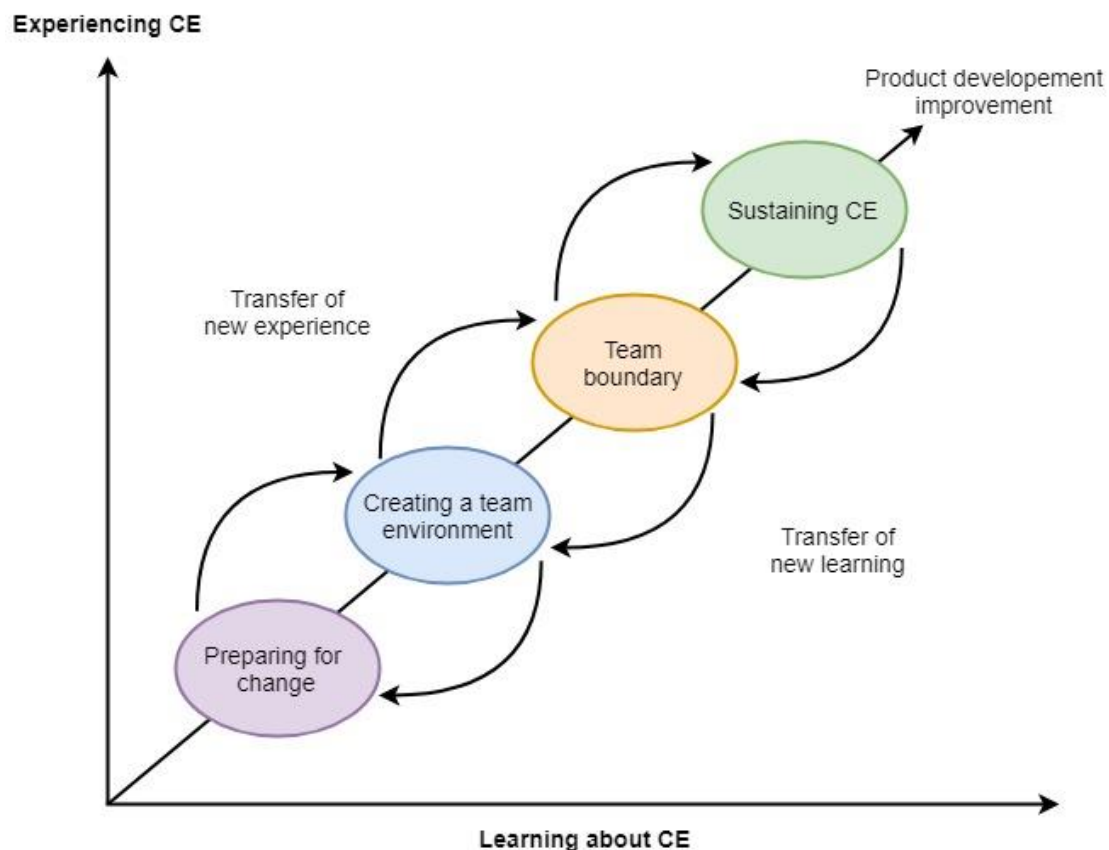 Experiencing CE
Product developement
improvement
Sustaining CE
Transfer of
new experience
Team
boundary
Creating a team
environment
Transfer of
new learning
Preparing for
change
Learning about CE